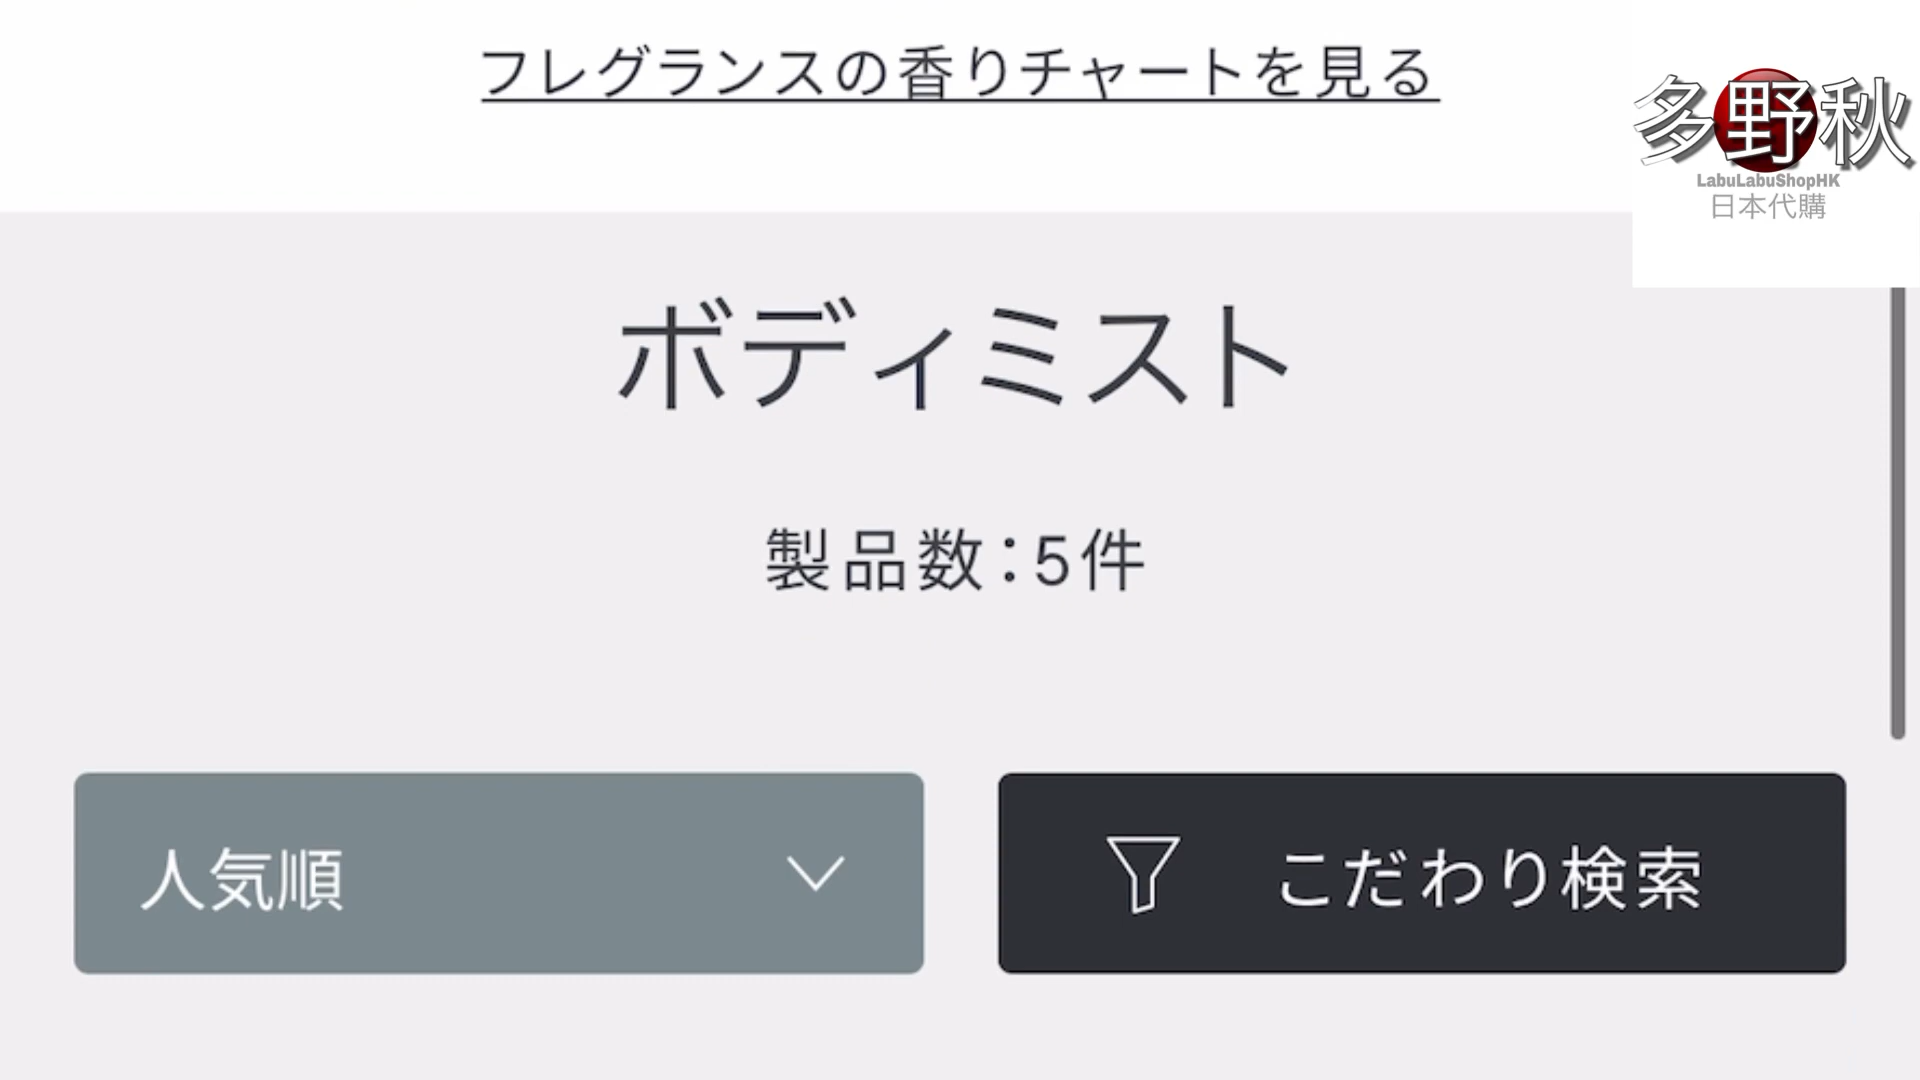 フレグランスの香りチャートを見る
多野秋
LabuLabuShopHK
日本代購
ボディミスト
製品数：5件
人気順
こだわり検索